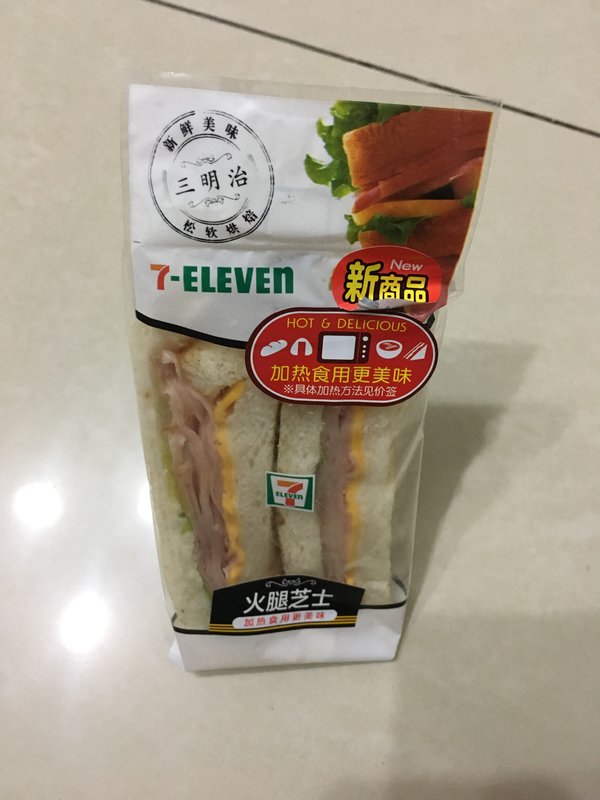 新鲜美味
三明治
松软烘焙
7-ELEVEn
New
新商品
HOT & DELICIOUS
加热食用更美味
※具体加热方法见价签
7
ELEVEn
火腿芝士
加热食用更美味